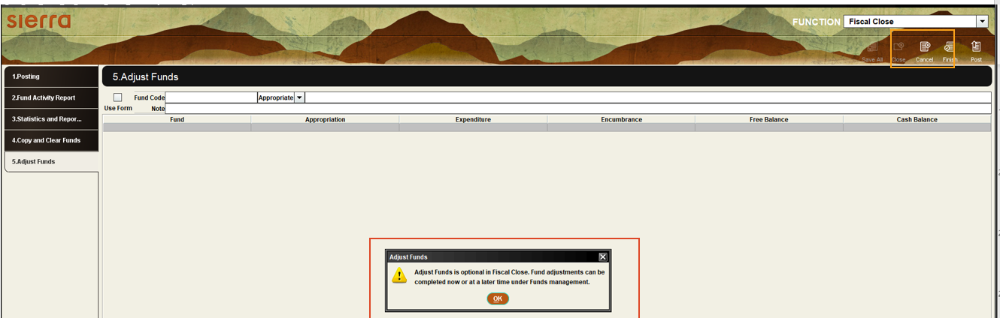 sierra
FUNCTION Fiscal Close
Save All Close Cancel Finish Post
1.Posting
2.Fund Activity Report
3.Statistics and Repor...
4.Copy and Clear Funds
5.Adjust Funds
5.Adjust Funds
Fund Code Appropriate
Use Form Note
Fund Appropriation Expenditure Encumbrance Free Balance Cash Balance
Adjust Funds
Adjust Funds is optional in Fiscal Close. Fund adjustments can be
completed now or at a later time under Funds management.
OK